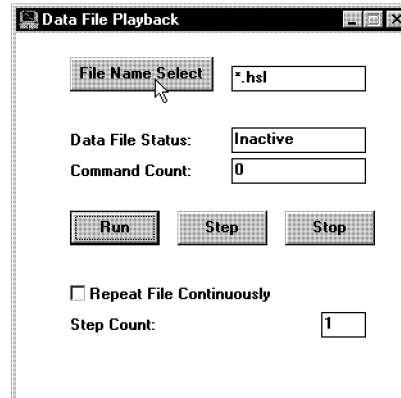 Data File Playback
File Name Select *.hsl
Data File Status: Inactive
Command Count: 0
Run Step Stop
Repeat File Continuously
Step Count: 1